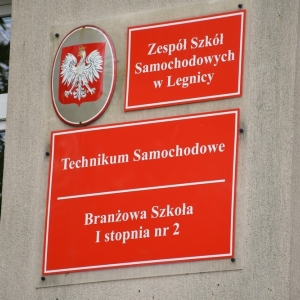 Zespół Szkół
Samochodowych
w Legnicy
Technikum Samochodowe
Branżowa Szkoła
I stopnia nr 2